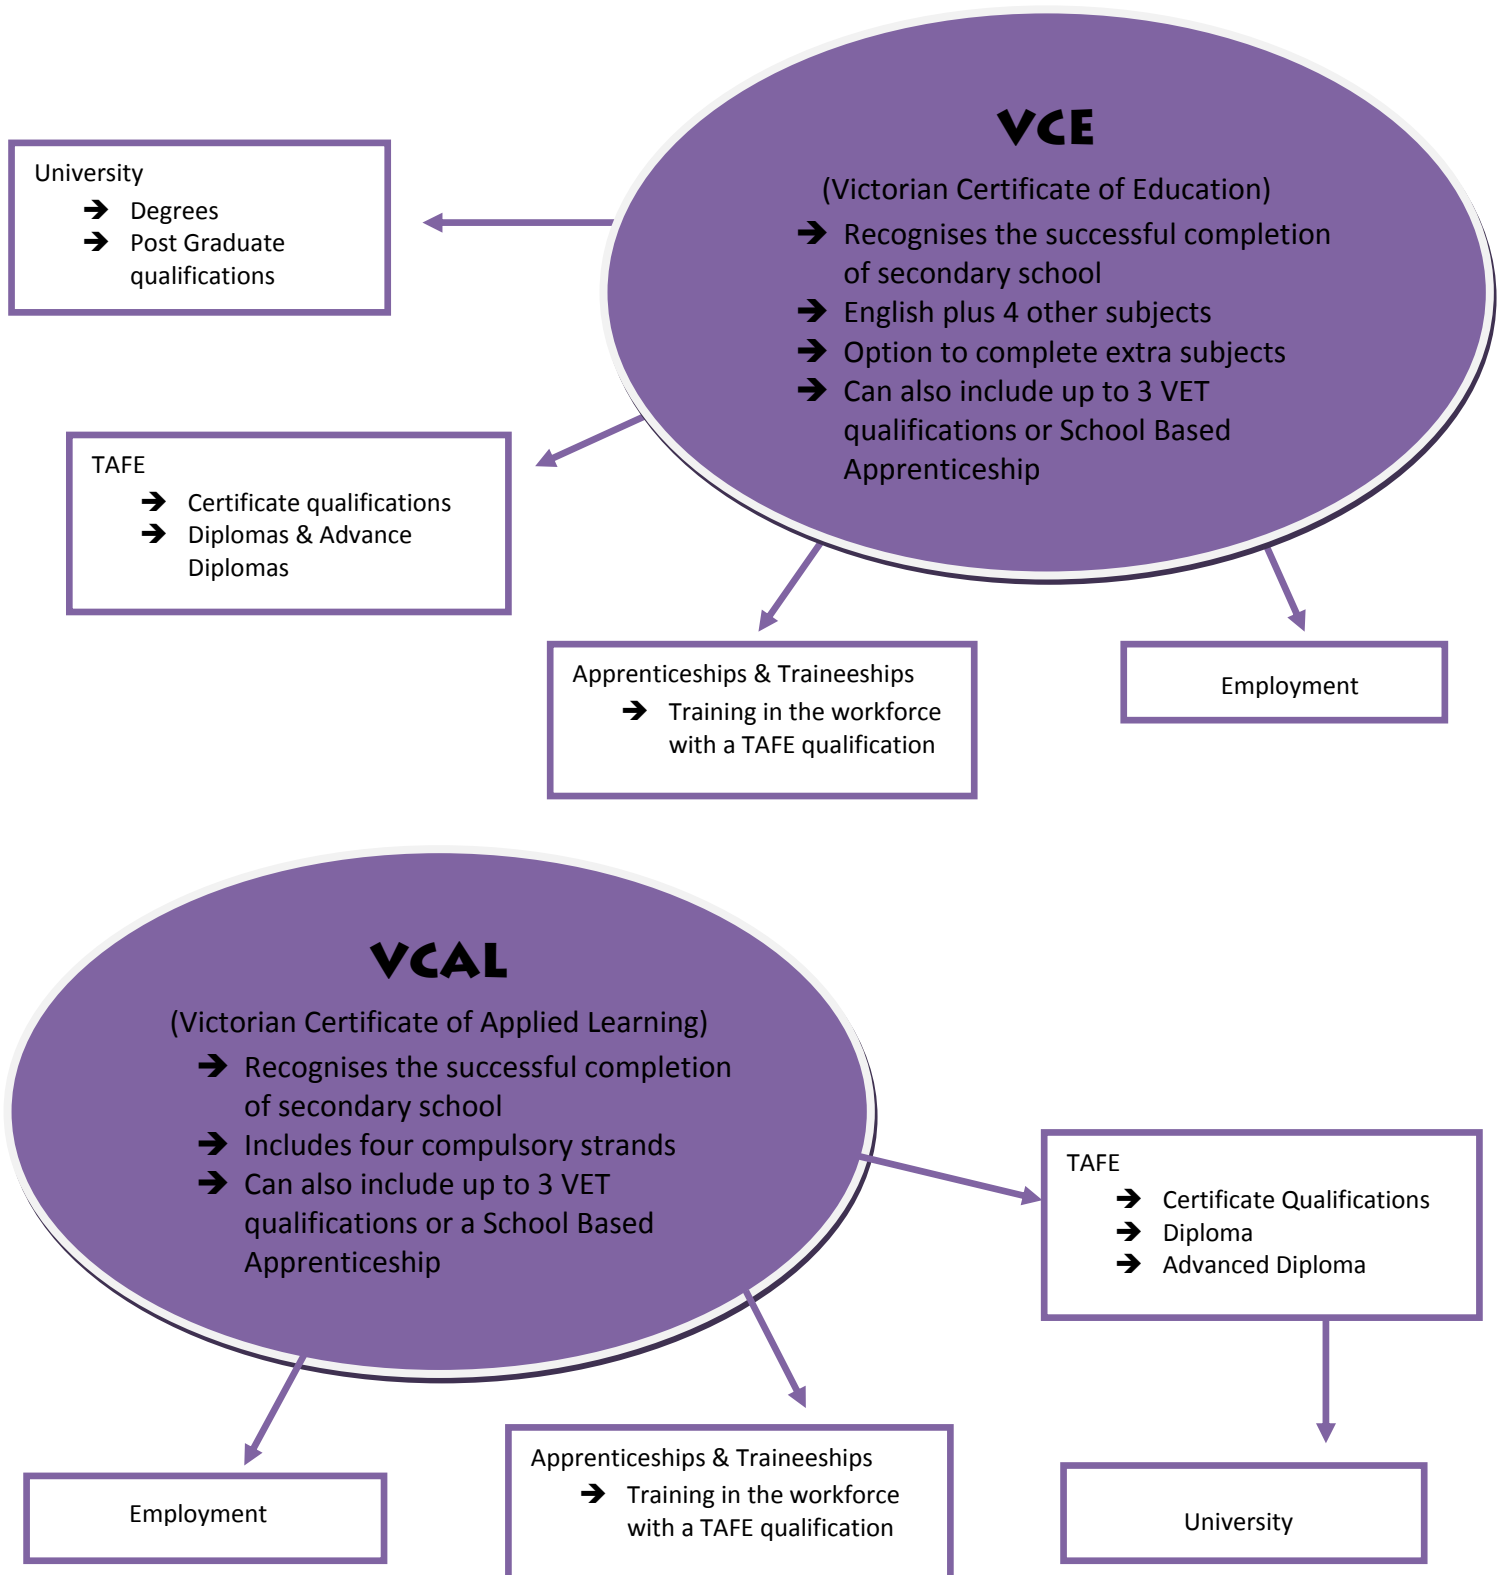 VCE
(Victorian Certificate of Education)
➔ Recognises the successful completion
of secondary school
➔ English plus 4 other subjects
➔ Option to complete extra subjects
➔ Can also include up to 3 VET
qualifications or School Based
Apprenticeship
University
➔ Degrees
➔ Post Graduate
qualifications
TAFE
➔ Certificate qualifications
➔ Diplomas & Advance
Diplomas
Apprenticeships & Traineeships
➔ Training in the workforce
with a TAFE qualification
Employment
VCAL
(Victorian Certificate of Applied Learning)
➔ Recognises the successful completion
of secondary school
➔ Includes four compulsory strands
➔ Can also include up to 3 VET
qualifications or a School Based
Apprenticeship
TAFE
➔ Certificate Qualifications
➔ Diploma
➔ Advanced Diploma
Employment
Apprenticeships & Traineeships
➔ Training in the workforce
with a TAFE qualification
University